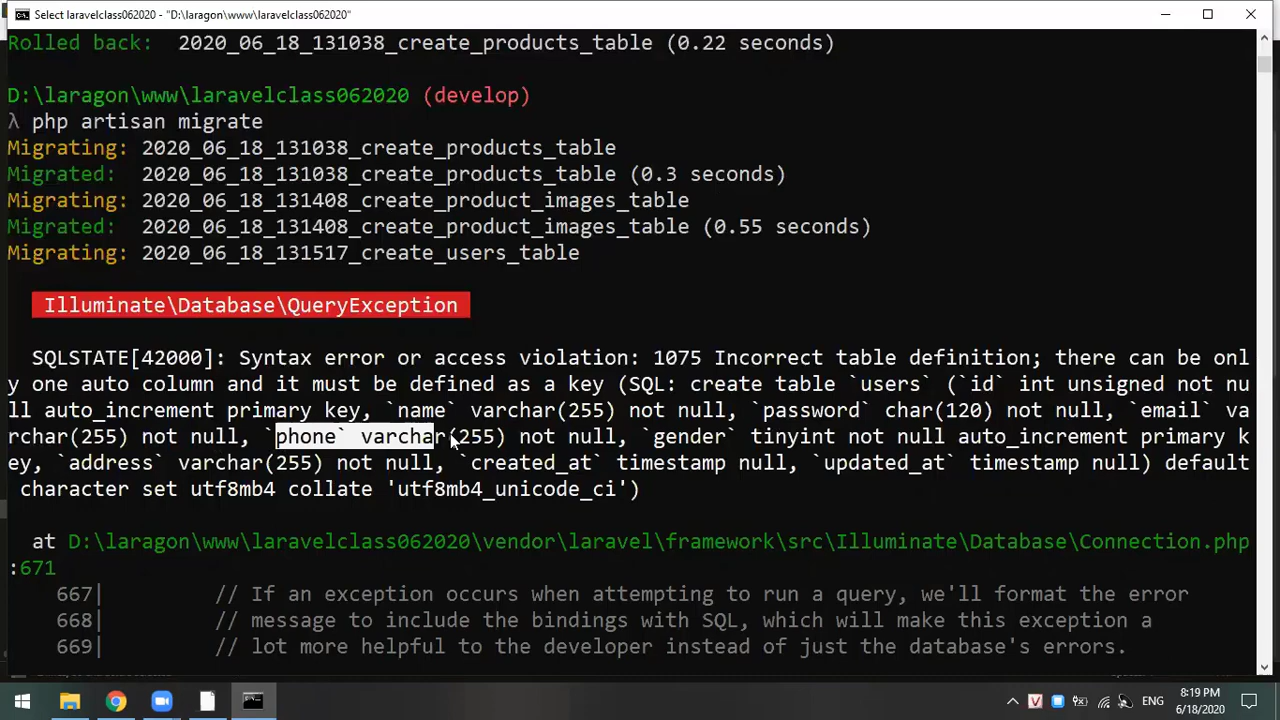 Select laravelclass062020 - "D:\laragon\www\laravelclass062020"
Rolled back:  2020_06_18_131038_create_products_table (0.22 seconds)
D:\laragon\www\laravelclass062020 (develop)
λ php artisan migrate
Migrating: 2020_06_18_131038_create_products_table
Migrated:  2020_06_18_131038_create_products_table (0.3 seconds)
Migrating: 2020_06_18_131408_create_product_images_table
Migrated:  2020_06_18_131408_create_product_images_table (0.55 seconds)
Migrating: 2020_06_18_131517_create_users_table
Illuminate\Database\QueryException
SQLSTATE[42000]: Syntax error or access violation: 1075 Incorrect table definition; there can be onl
y one auto column and it must be defined as a key (SQL: create table `users` (`id` int unsigned not nu
ll auto_increment primary key, `name` varchar(255) not null, `password` char(120) not null, `email` va
rchar(255) not null, `phone` varchar(255) not null, `gender` tinyint not null auto_increment primary k
ey, `address` varchar(255) not null, `created_at` timestamp null, `updated_at` timestamp null) default
character set utf8mb4 collate 'utf8mb4_unicode_ci')
at D:\laragon\www\laravelclass062020\vendor\laravel\framework\src\Illuminate\Database\Connection.php
:671
667|         // If an exception occurs when attempting to run a query, we'll format the error
668|         // message to include the bindings with SQL, which will make this exception a
669|         // lot more helpful to the developer instead of just the database's errors.
ENG
8:19 PM
6/18/2020